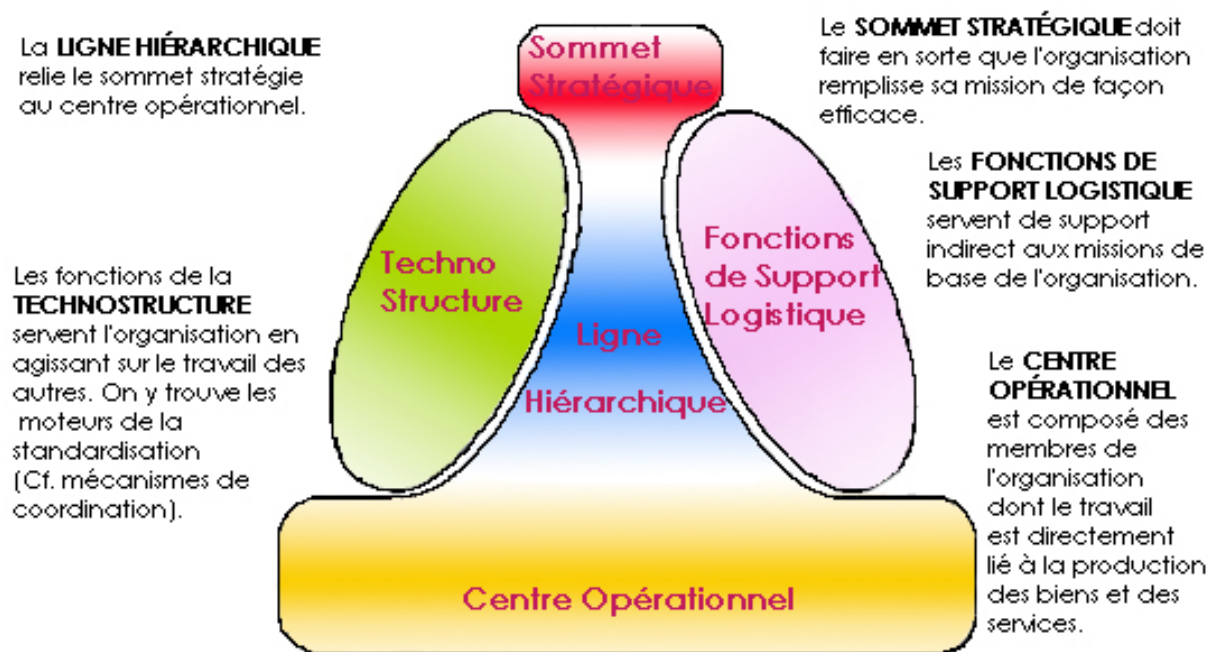 La LIGNE HIÉRARCHIQUE
relie le sommet stratégie
au centre opérationnel.
Sommet
Stratégique
Le SOMMET STRATÉGIQUE doit
faire en sorte que l'organisation
remplisse sa mission de façon
efficace.
Les FONCTIONS DE
SUPPORT LOGISTIQUE
servent de support
indirect aux missions de
base de l'organisation.
Techno
Structure
Fonctions
de Support
Logistique
Les fonctions de la
TECHNOSTRUCTURE
servent l'organisation en
agissant sur le travail des
autres. On y trouve les
moteurs de la
standardisation
(Cf. mécanismes de
coordination).
Ligne
Hiérarchique
Le CENTRE
OPÉRATIONNEL
est composé des
membres de
l'organisation
dont le travail
est directement
lié à la production
des biens et des
services.
Centre Opérationnel